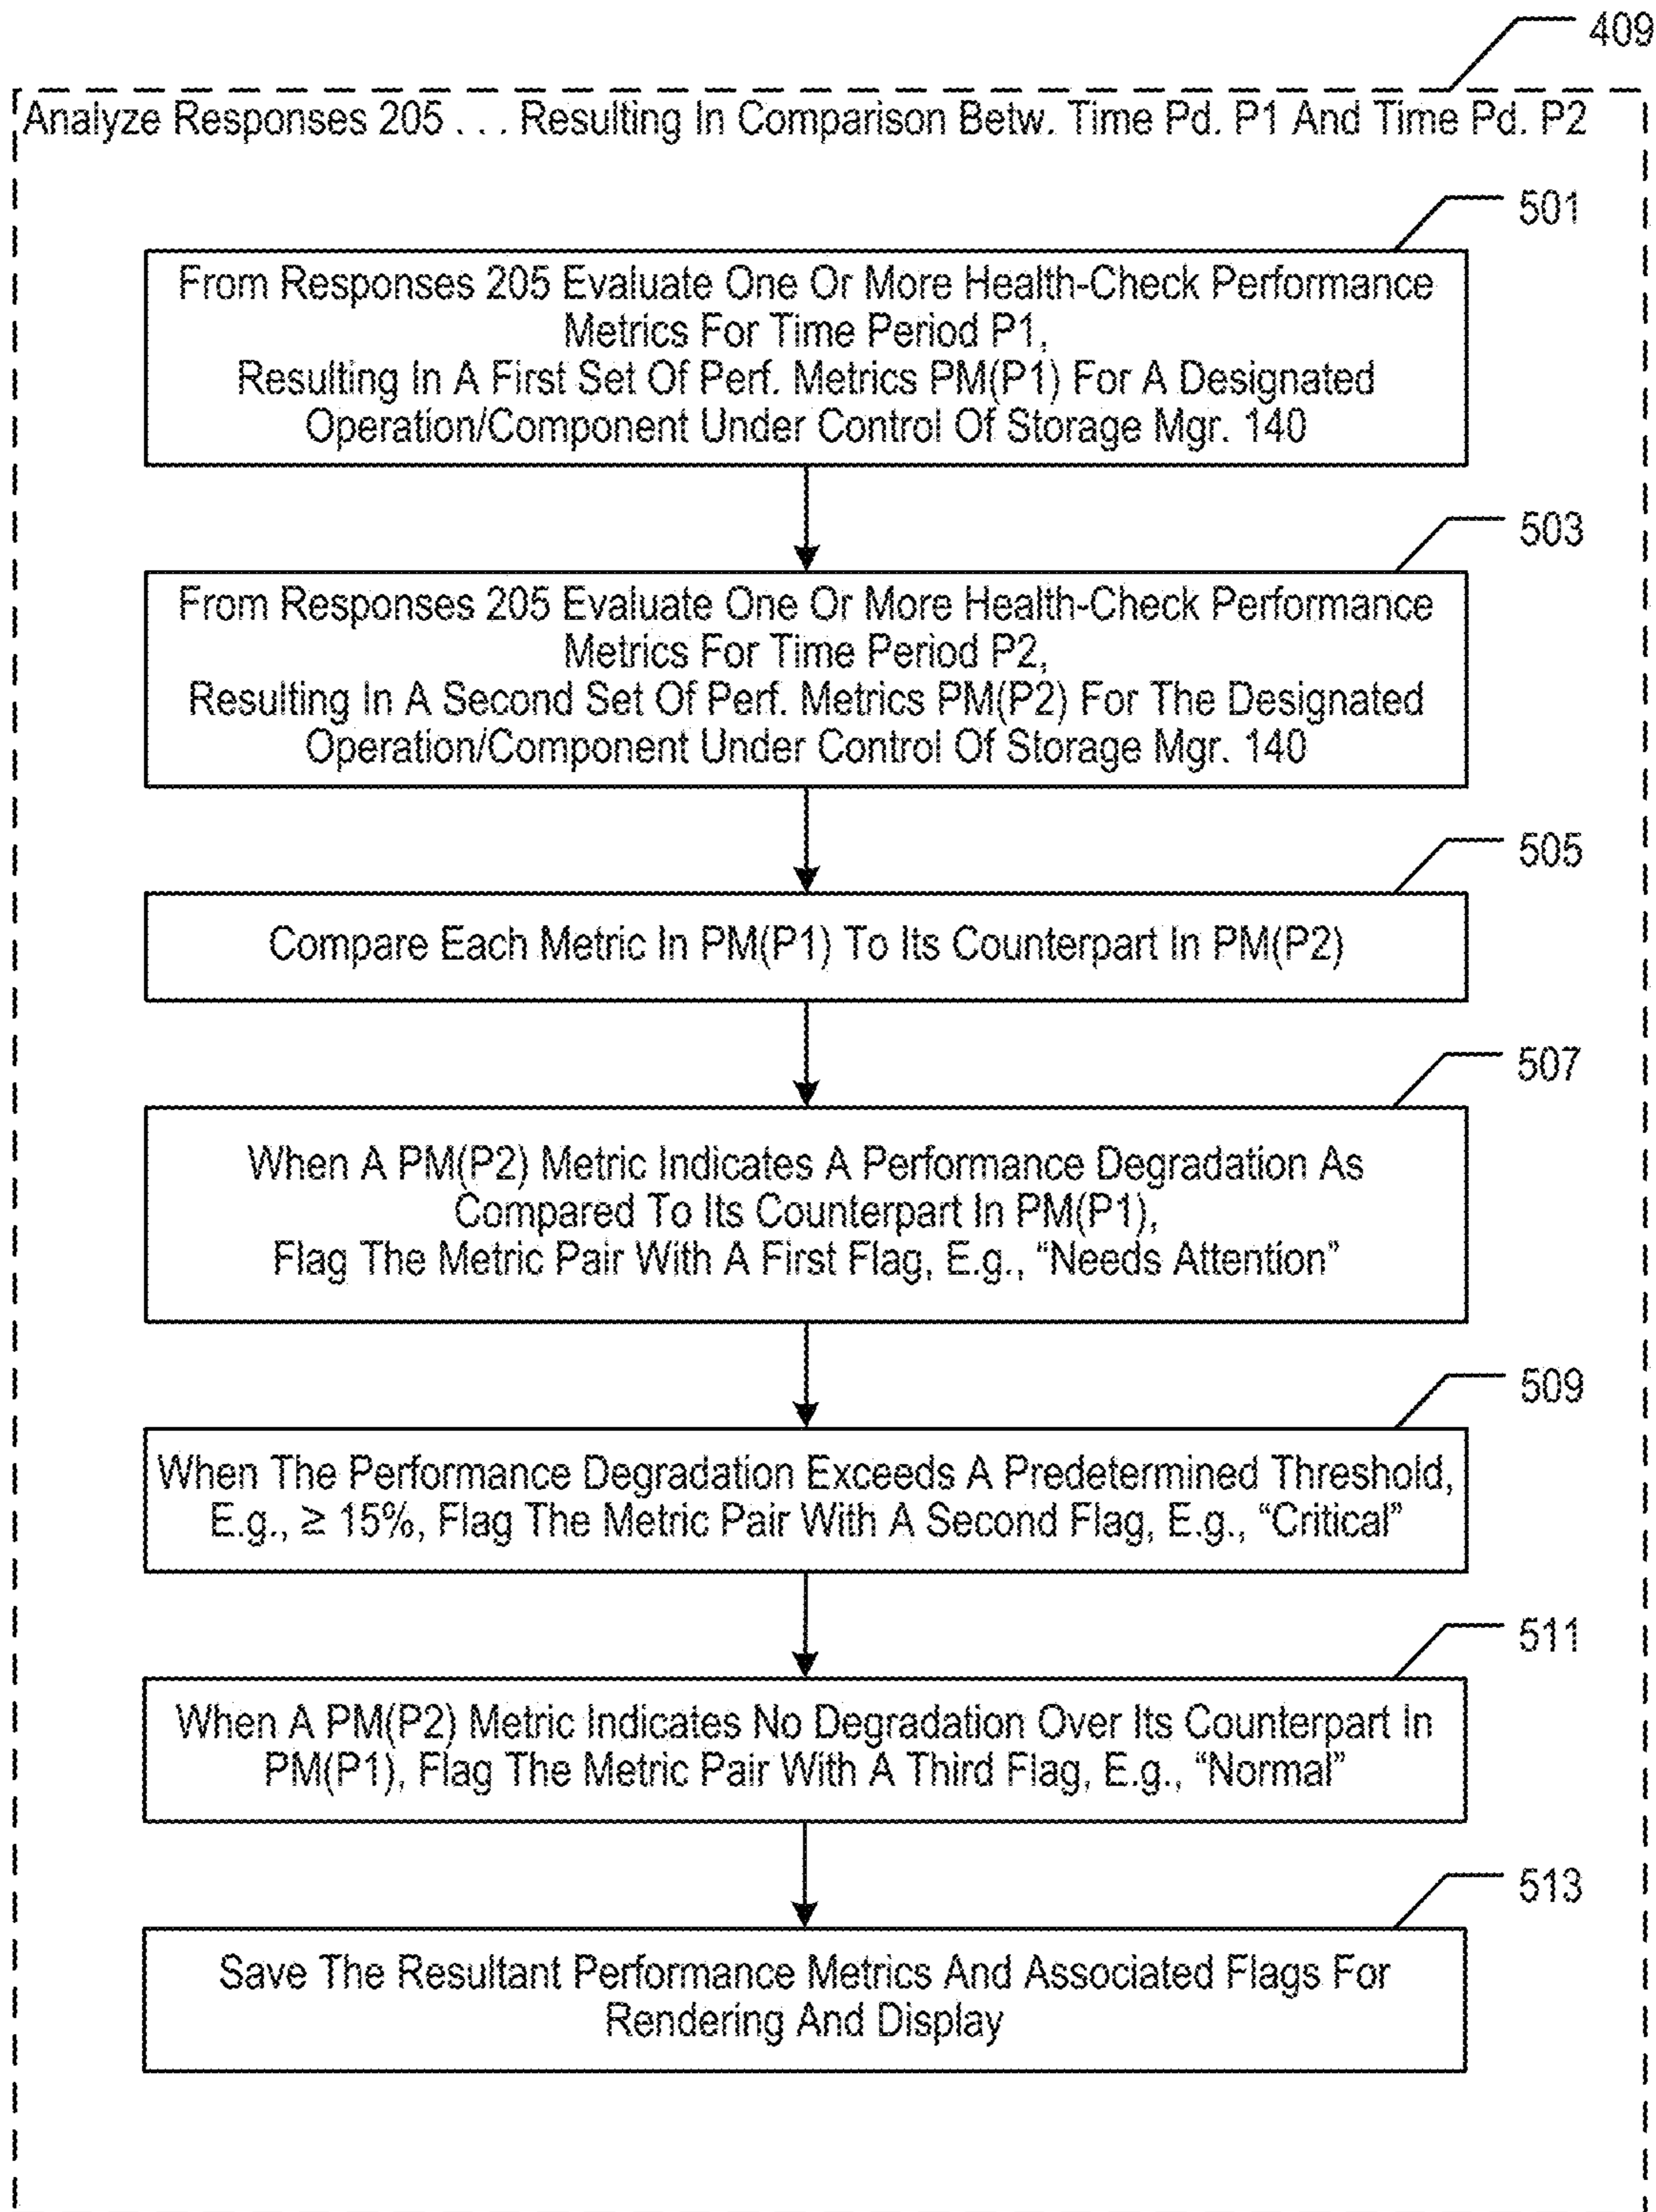 409
Analyze Responses 205 . . . Resulting In Comparison Betw. Time Pd. P1 And Time Pd. P2
501
From Responses 205 Evaluate One Or More Health-Check Performance
Metrics For Time Period P1,
Resulting In A First Set Of Perf. Metrics PM(P1) For A Designated
Operation/Component Under Control Of Storage Mgr. 140
503
From Responses 205 Evaluate One Or More Health-Check Performance
Metrics For Time Period P2,
Resulting In A Second Set Of Perf. Metrics PM(P2) For The Designated
Operation/Component Under Control Of Storage Mgr. 140
505
Compare Each Metric In PM(P1) To Its Counterpart In PM(P2)
507
When A PM(P2) Metric Indicates A Performance Degradation As
Compared To Its Counterpart In PM(P1),
Flag The Metric Pair With A First Flag, E.g., “Needs Attention”
509
When The Performance Degradation Exceeds A Predetermined Threshold,
E.g., ≥ 15%, Flag The Metric Pair With A Second Flag, E.g., “Critical”
511
When A PM(P2) Metric Indicates No Degradation Over Its Counterpart In
PM(P1), Flag The Metric Pair With A Third Flag, E.g., “Normal”
513
Save The Resultant Performance Metrics And Associated Flags For
Rendering And Display